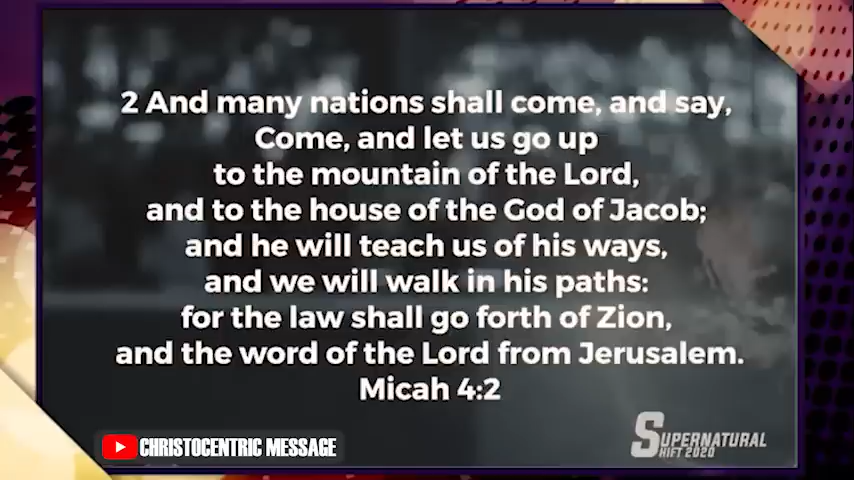 2 And many nations shall come, and say,
Come, and let us go up
to the mountain of the Lord,
and to the house of the God of Jacob;
and he will teach us of his ways,
and we will walk in his paths:
for the law shall go forth of Zion,
and the word of the Lord from Jerusalem.
Micah 4:2
SUPERNATURAL
SHIFT 2020
CHRISTOCENTRIC MESSAGE